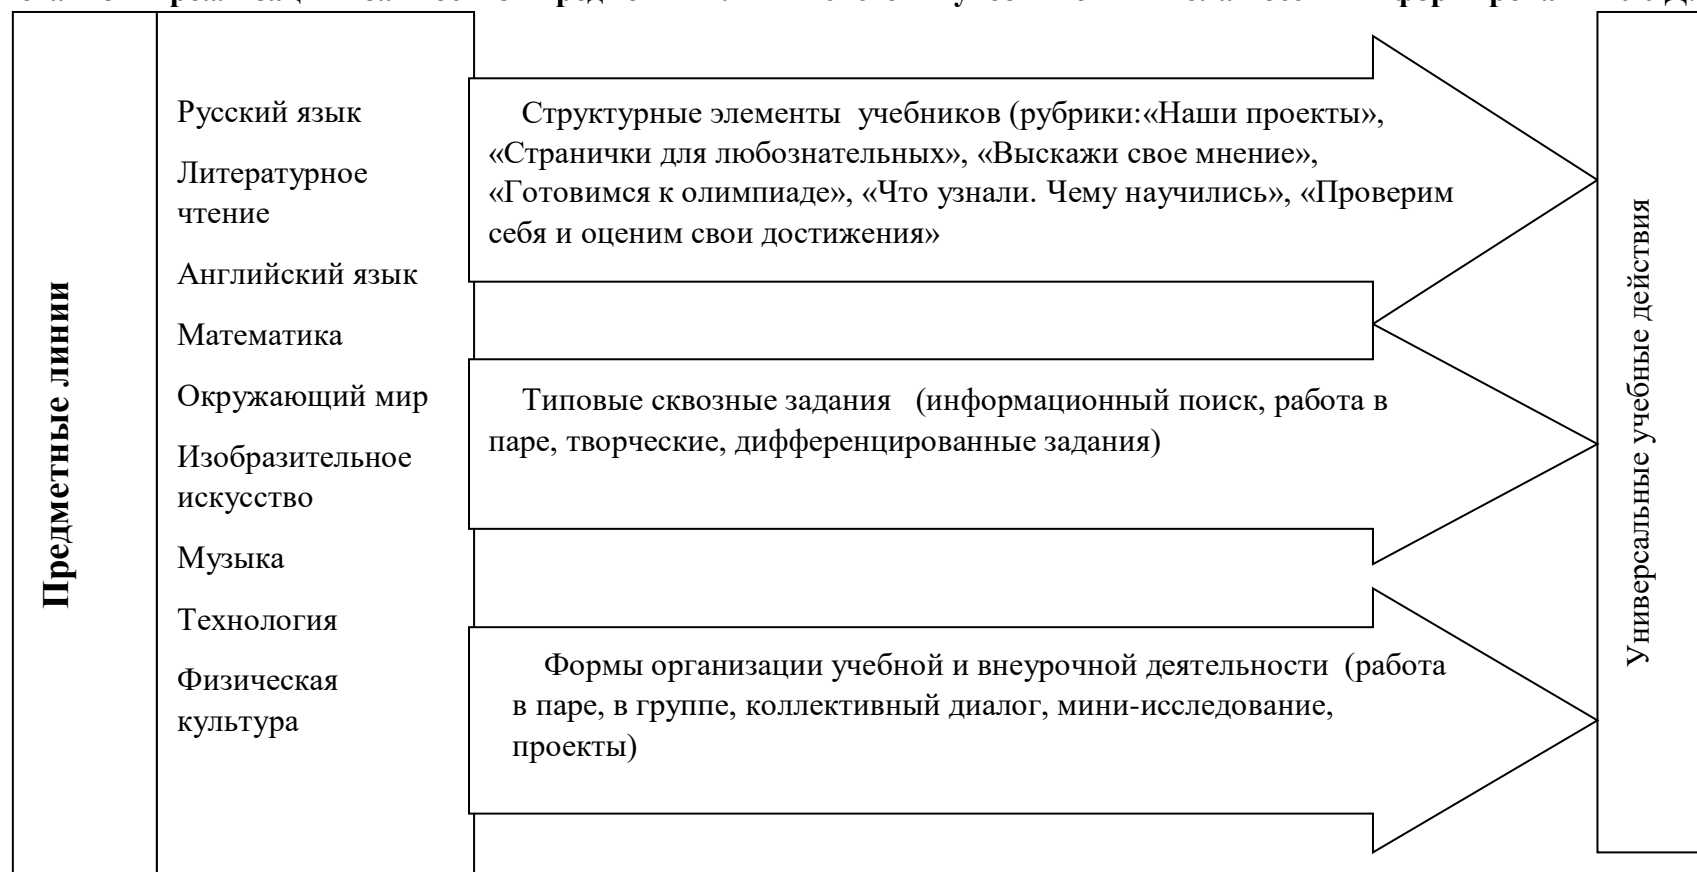 Предметные линии
Русский язык
Литературное
чтение
Английский язык
Математика
Окружающий мир
Изобразительное
искусство
Музыка
Технология
Физическая
культура
Структурные элементы учебников (рубрики:«Наши проекты»,
«Странички для любознательных», «Выскажи свое мнение»,
«Готовимся к олимпиаде», «Что узнали. Чему научились», «Проверим
себя и оценим свои достижения»
Типовые сквозные задания (информационный поиск, работа в
паре, творческие, дифференцированные задания)
Формы организации учебной и внеурочной деятельности (работа
в паре, в группе, коллективный диалог, мини-исследование,
проекты)
Универсальные учебные действия